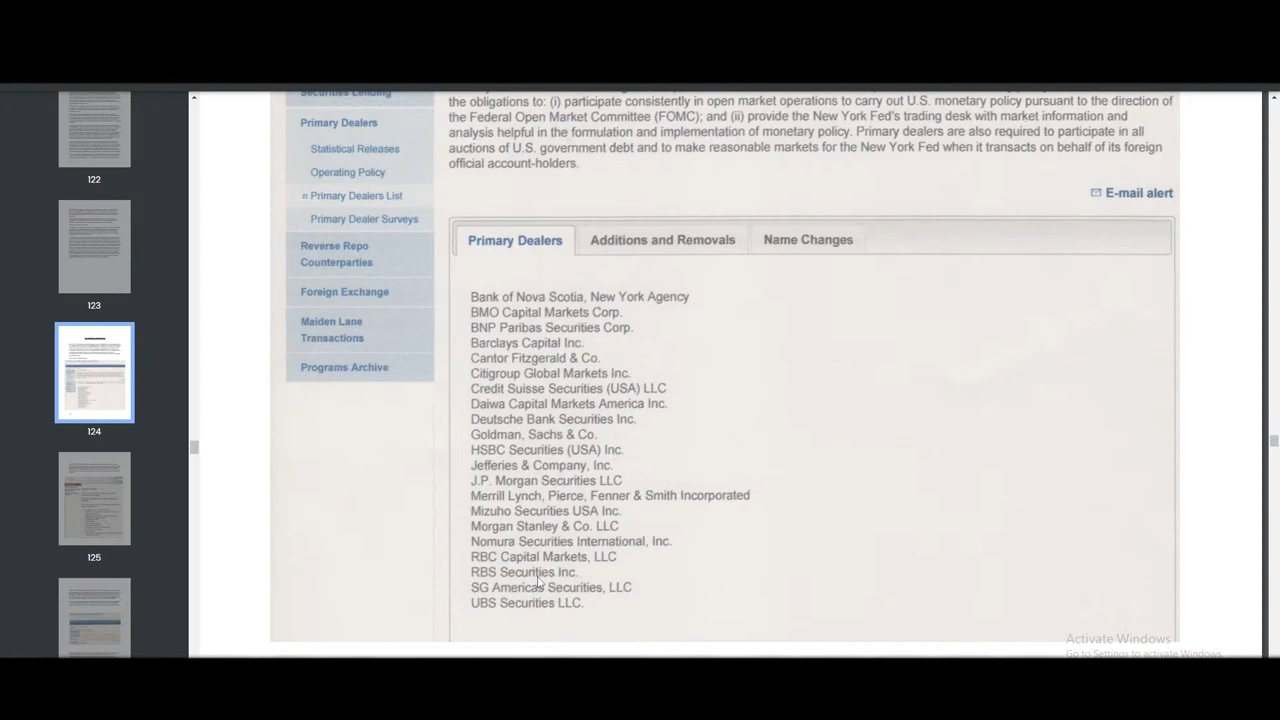 Securities Lending
Primary Dealers
Statistical Releases
Operating Policy
¤ Primary Dealers List
Primary Dealer Surveys
Reverse Repo
Counterparties
Foreign Exchange
Maiden Lane
Transactions
Programs Archive
the obligations to: (i) participate consistently in open market operations to carry out U.S. monetary policy pursuant to the direction of
the Federal Open Market Committee (FOMC); and (ii) provide the New York Fed's trading desk with market information and
analysis helpful in the formulation and implementation of monetary policy. Primary dealers are also required to participate in all
auctions of U.S. government debt and to make reasonable markets for the New York Fed when it transacts on behalf of its foreign
official account-holders.
E-mail alert
Primary Dealers Additions and Removals Name Changes
Bank of Nova Scotia, New York Agency
BMO Capital Markets Corp.
BNP Paribas Securities Corp.
Barclays Capital Inc.
Cantor Fitzgerald & Co.
Citigroup Global Markets Inc.
Credit Suisse Securities (USA) LLC
Daiwa Capital Markets America Inc.
Deutsche Bank Securities Inc.
Goldman, Sachs & Co.
HSBC Securities (USA) Inc.
Jefferies & Company, Inc.
J.P. Morgan Securities LLC
Merrill Lynch, Pierce, Fenner & Smith Incorporated
Mizuho Securities USA Inc.
Morgan Stanley & Co. LLC
Nomura Securities International, Inc.
RBC Capital Markets, LLC
RBS Securities Inc.
SG Americas Securities, LLC
UBS Securities LLC.
122
123
124
125
Activate Windows
Go to Settings to activate Windows.